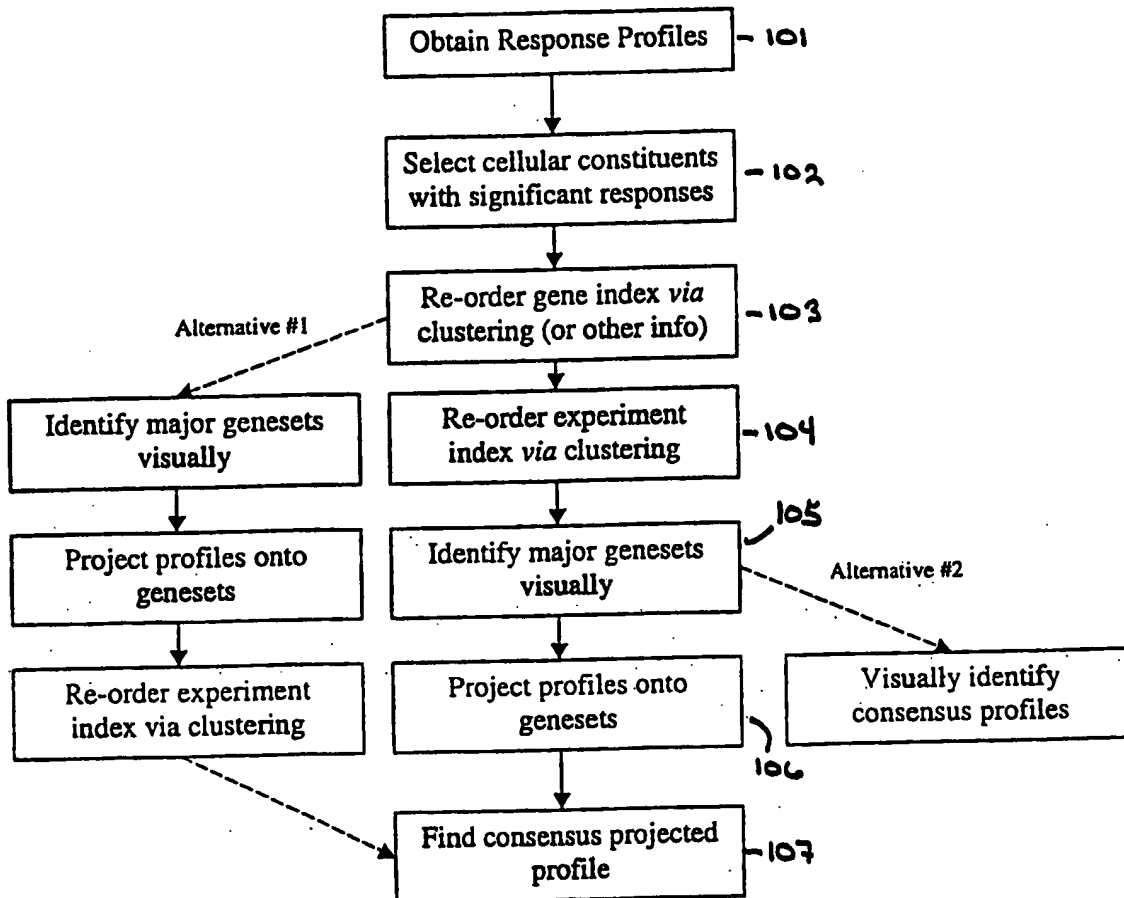 Obtain Response Profiles
- 101
Select cellular constituents
with significant responses
- 102
Re-order gene index via
clustering (or other info)
- 103
Alternative #1
Identify major genesets
visually
Re-order experiment
index via clustering
- 104
Project profiles onto
genesets
105
Identify major genesets
visually
Alternative #2
Re-order experiment
index via clustering
Project profiles onto
genesets
Visually identify
consensus profiles
106
Find consensus projected
profile
- 107